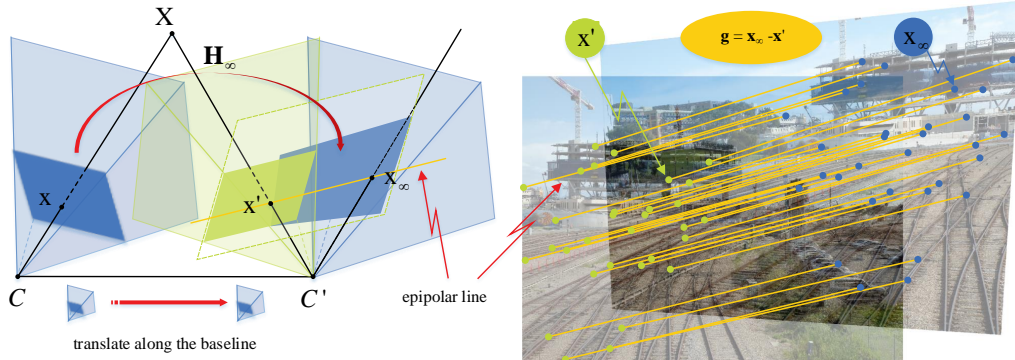 X
H∞
x
x'
x∞
C
C'
epipolar line
translate along the baseline
x'
g = x∞ -x'
x∞